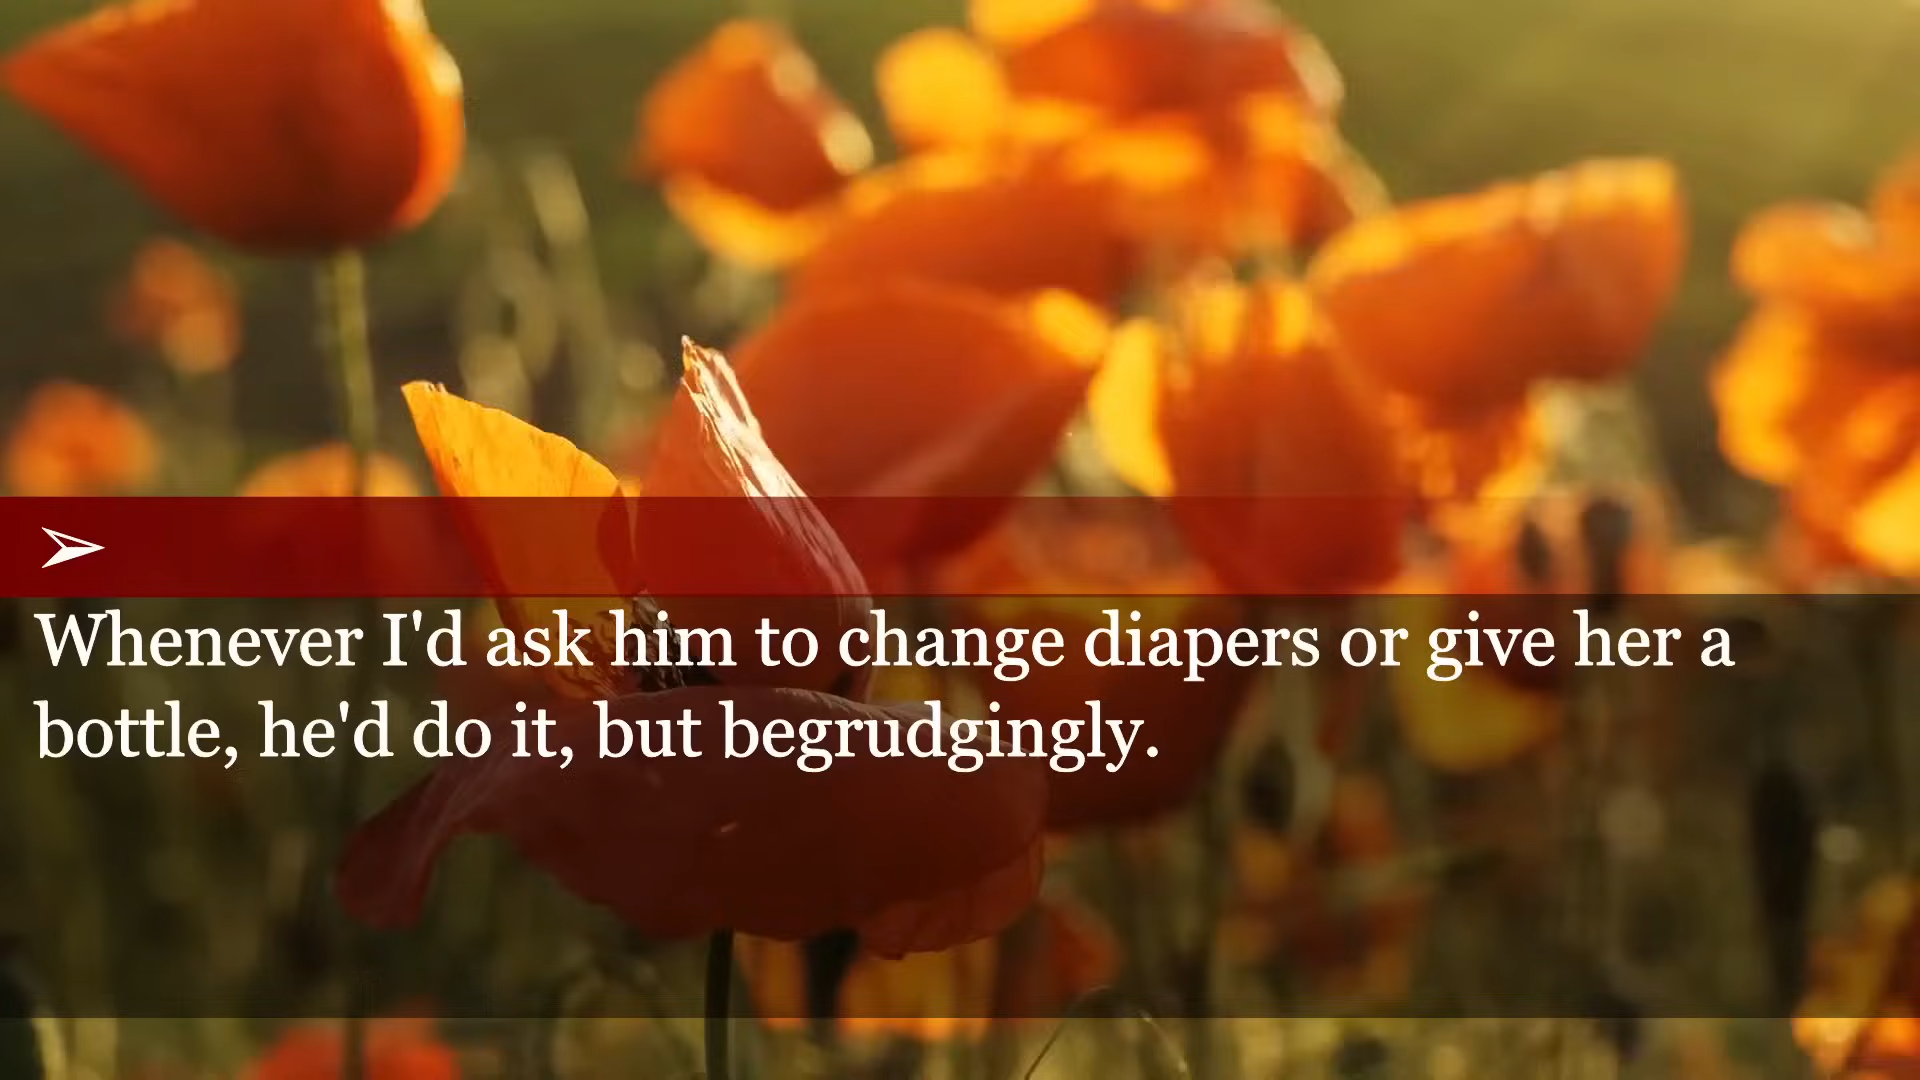 Whenever I'd ask him to change diapers or give her a
bottle, he'd do it, but begrudgingly.